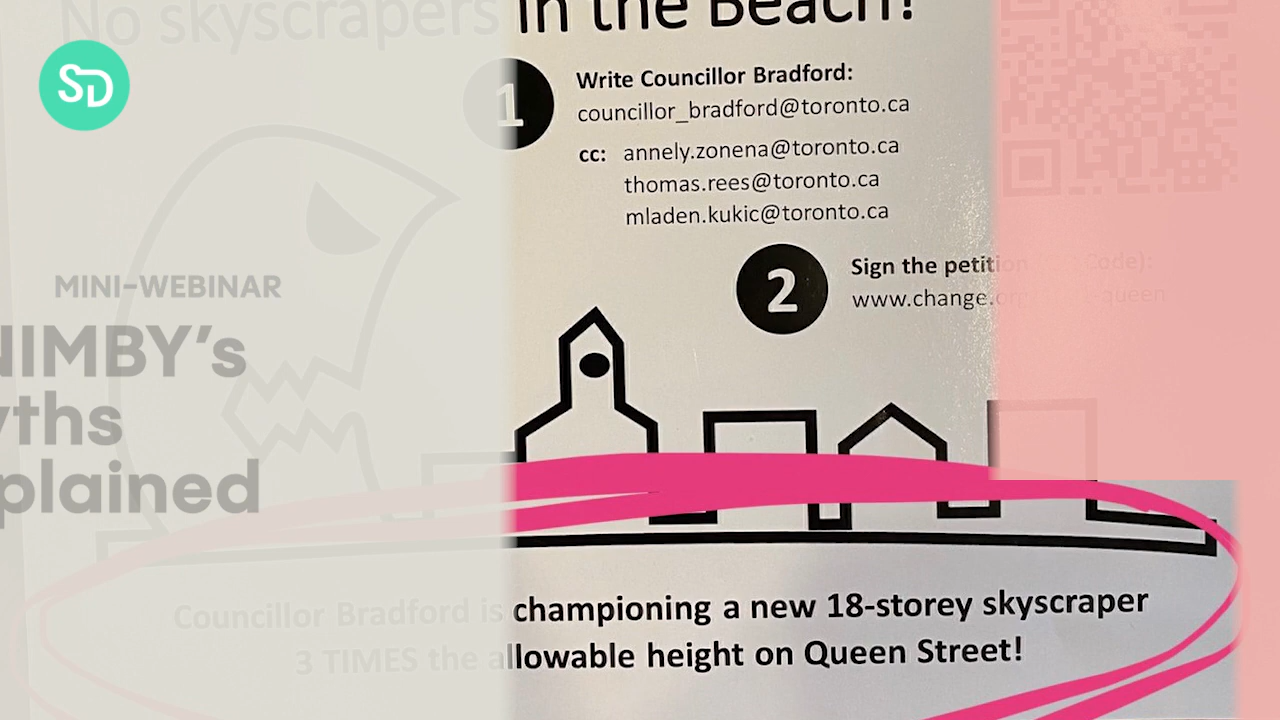 No skyscrapers in the Beach!
SD
1
Write Councillor Bradford:
councillor_bradford@toronto.ca
cc: annely.zonena@toronto.ca
thomas.rees@toronto.ca
mladen.kukic@toronto.ca
2
Sign the petition Code):
www.change. queen
MINI-WEBINAR
NIMBY’s
yths
plained
Councillor Bradford is championing a new 18-storey skyscraper
3 TIMES the allowable height on Queen Street!